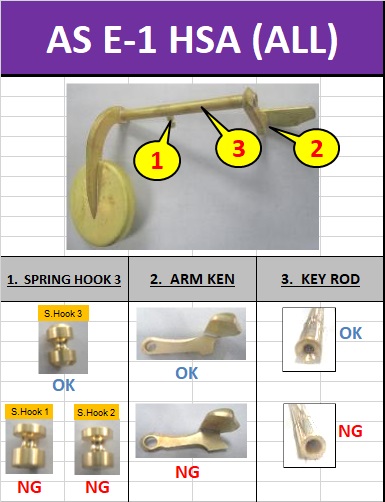 AS E-1 HSA (ALL)
1
3
2
1. SPRING HOOK 3
2. ARM KEN
3. KEY ROD
S.Hook 3
OK
OK
OK
S.Hook 1
S.Hook 2
NG
NG
NG
NG